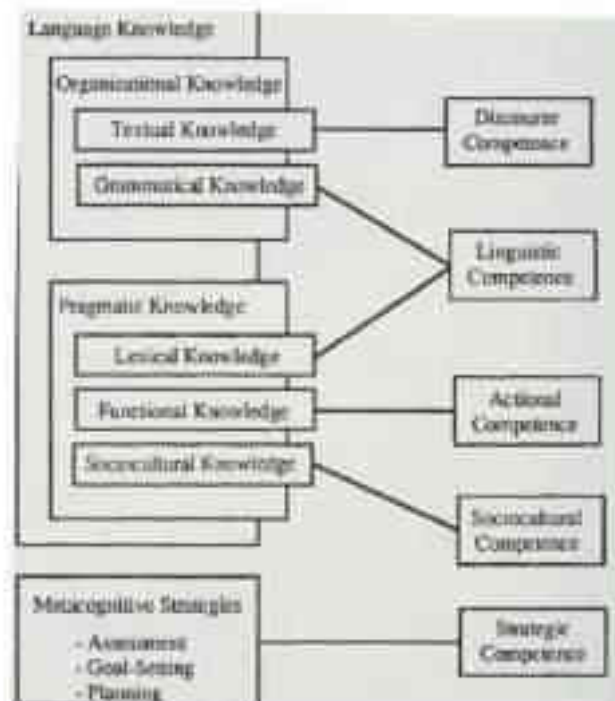 Language Knowledge
Organizational Knowledge
Textual Knowledge
Discourse
Competence
Grammatical Knowledge
Linguistic
Competence
Pragmatic Knowledge
Lexical Knowledge
Functional Knowledge
Actional
Competence
Sociocultural Knowledge
Sociocultural
Competence
Metacognitive Strategies
- Assessment
- Goal-Setting
- Planning
Strategic
Competence